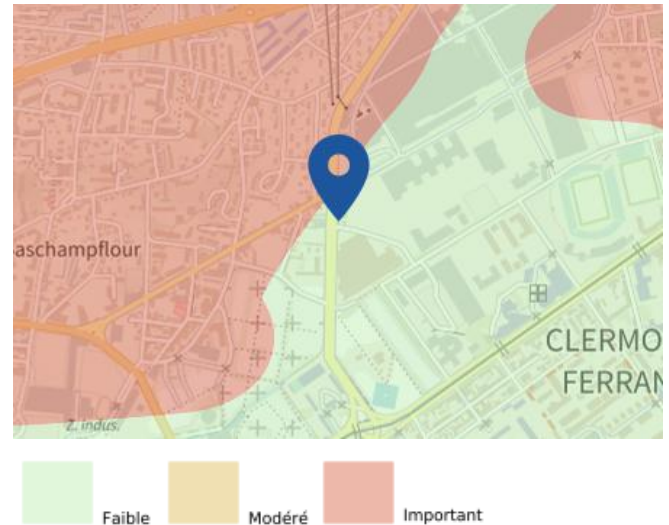 aschampflour
CLERMO
FERRAN
Z. indus.
Faible Modéré Important